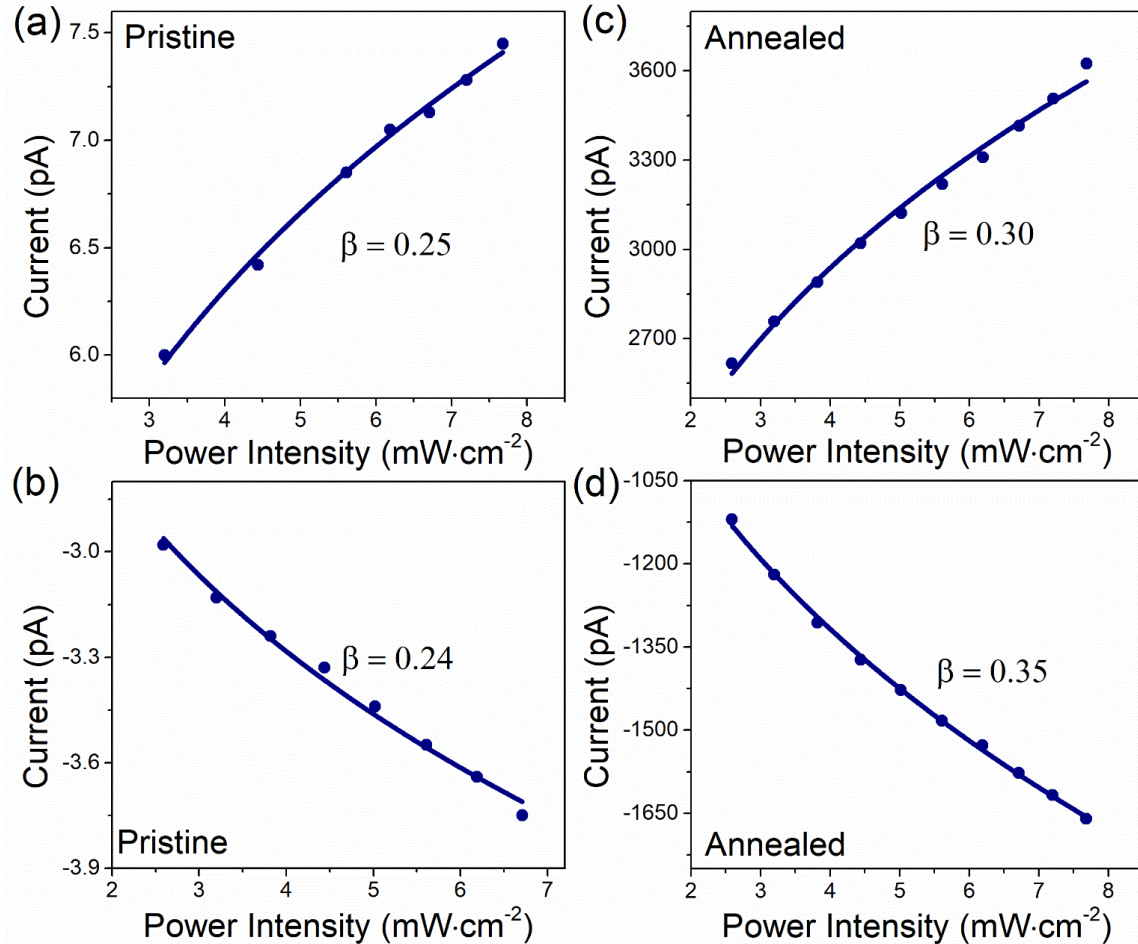 (a)
Pristine
β = 0.25
7.5
7.0
6.5
6.0
Current (pA)
3 4 5 6 7 8
Power Intensity (mW·cm⁻²)
(c)
Annealed
β = 0.30
3600
3300
3000
2700
Current (pA)
2 3 4 5 6 7 8
Power Intensity (mW·cm⁻²)
(b)
Pristine
β = 0.24
-3.0
-3.3
-3.6
-3.9
Current (pA)
2 3 4 5 6 7
Power Intensity (mW·cm⁻²)
(d)
Annealed
β = 0.35
-1050
-1200
-1350
-1500
-1650
Current (pA)
2 3 4 5 6 7 8
Power Intensity (mW·cm⁻²)